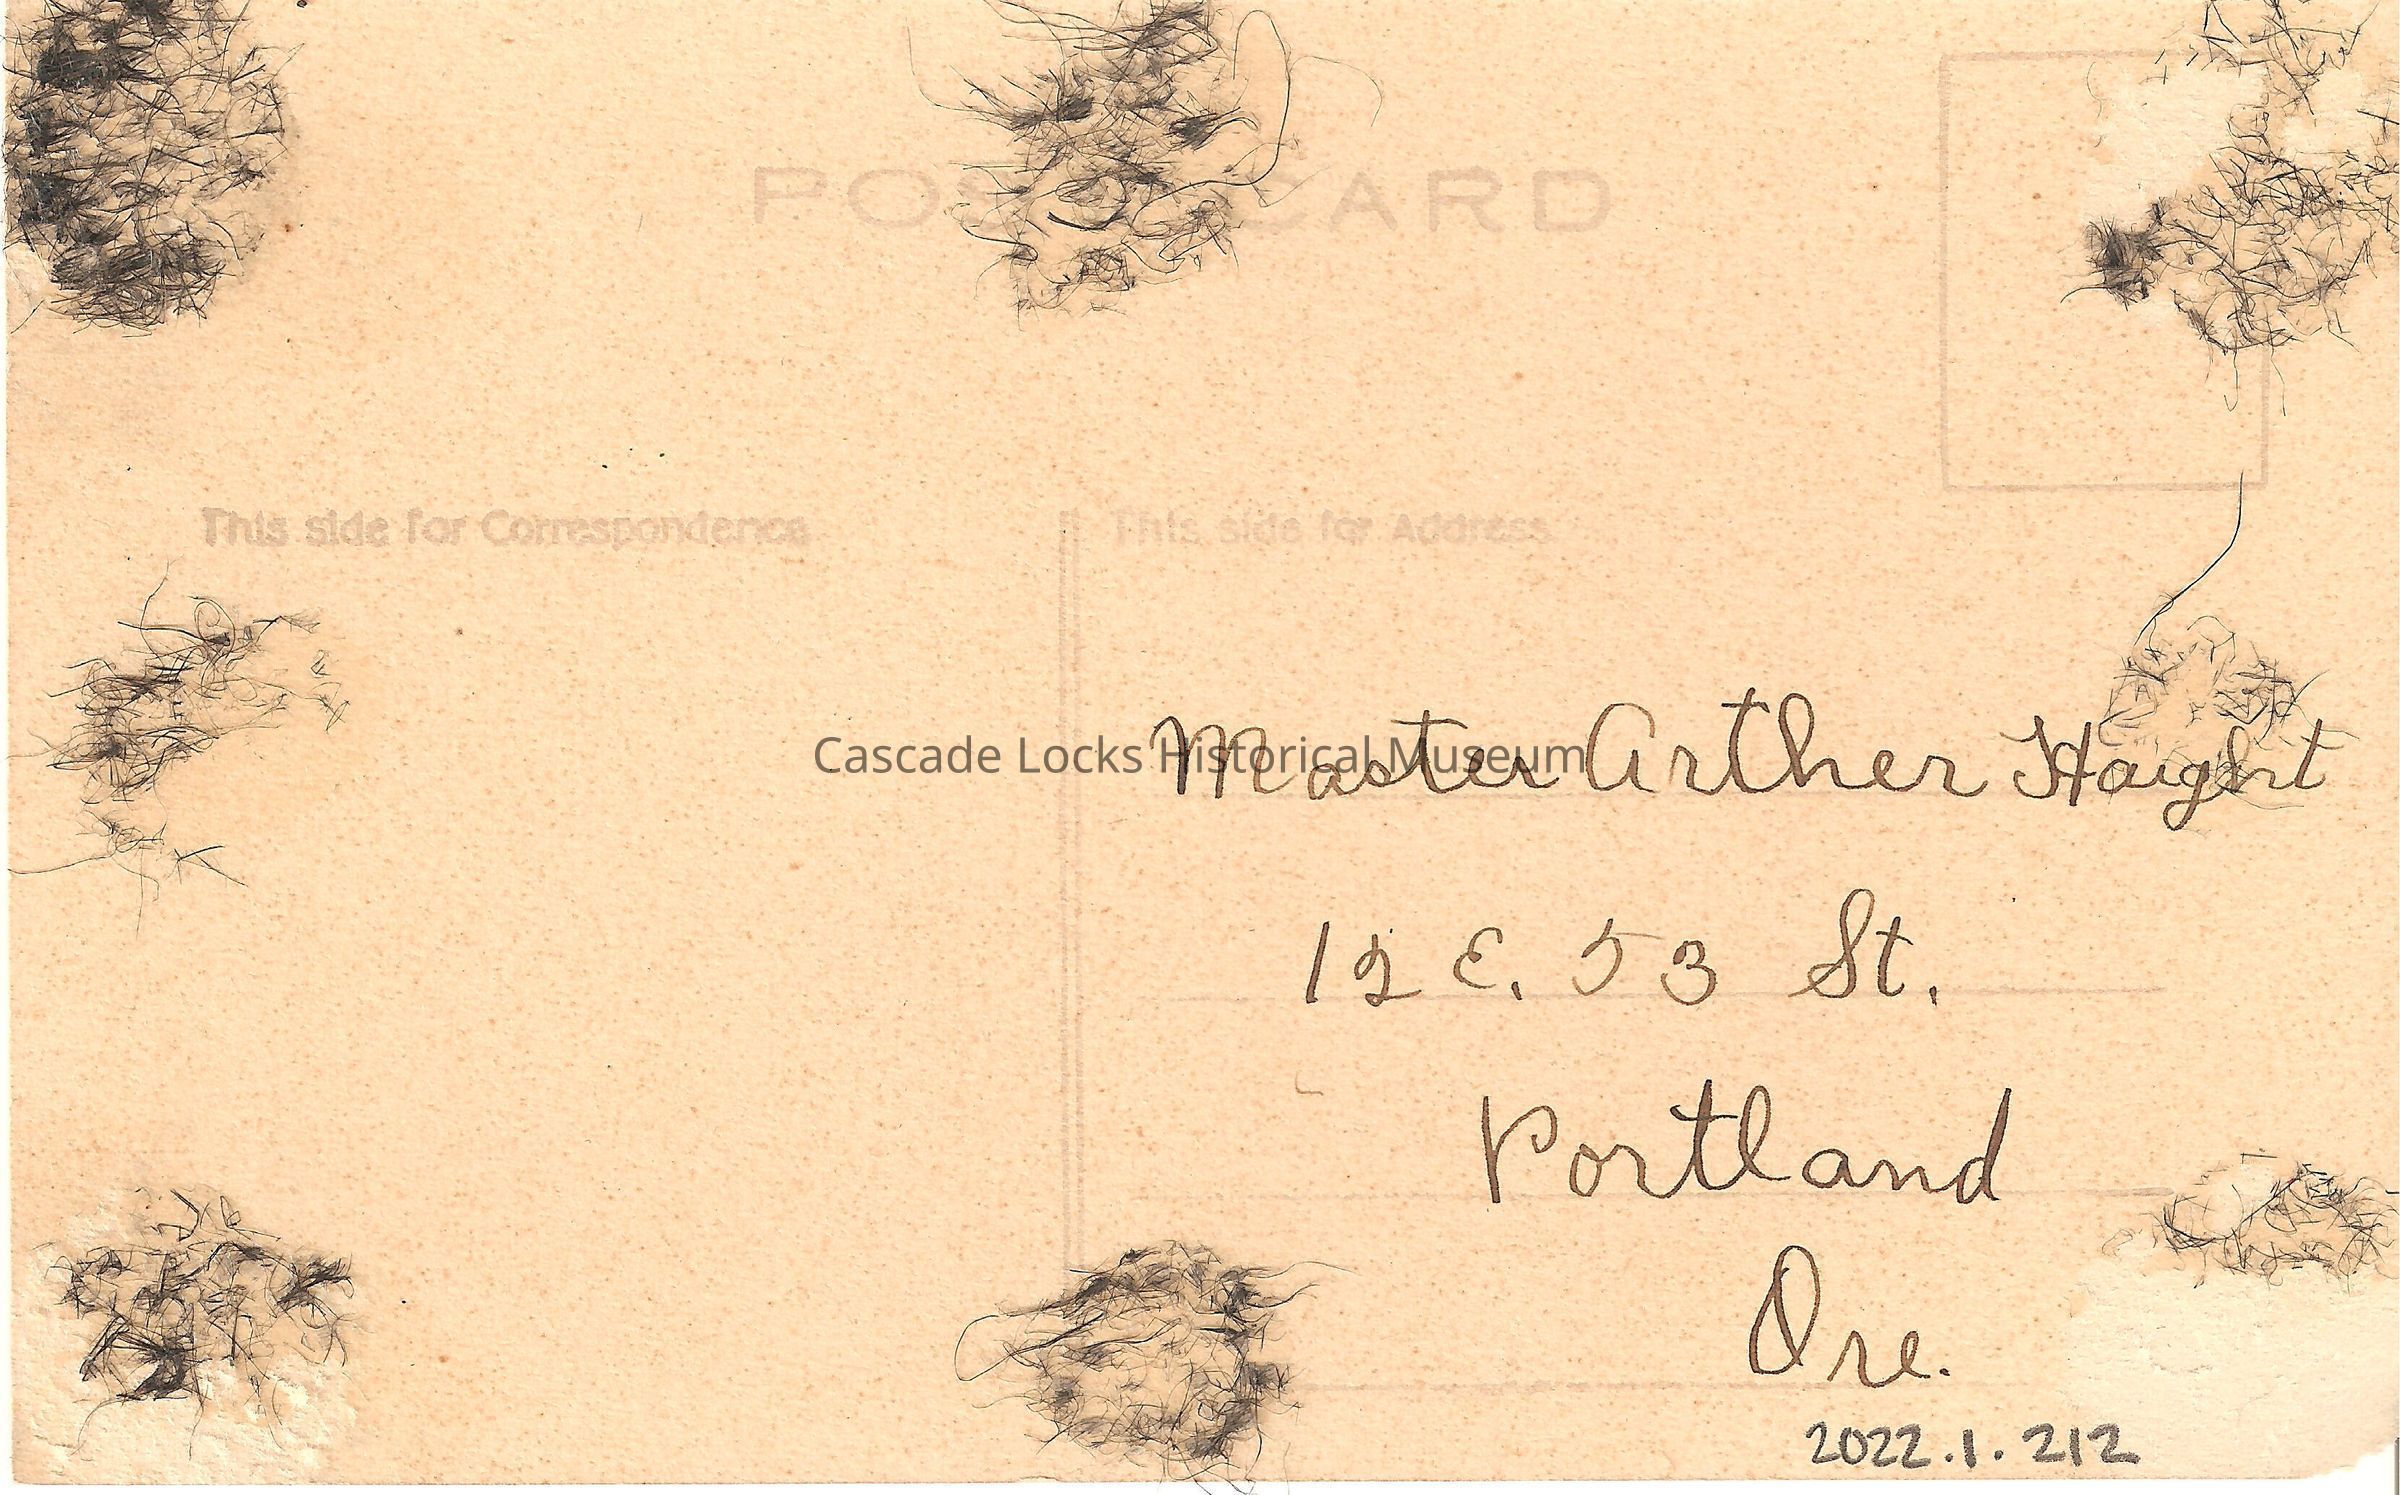 POST CARD
This side for Correspondence
This side for Address
Cascade Locks Historical Museum
Master Arther Haight
12 E. 53 St.
Portland
Ore.
2022.1.212